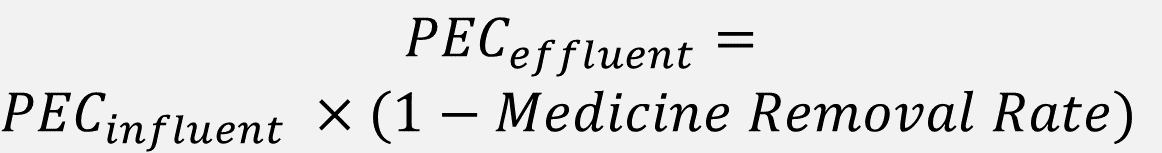 PEC_effluent =
PEC_influent × (1 − Medicine Removal Rate)